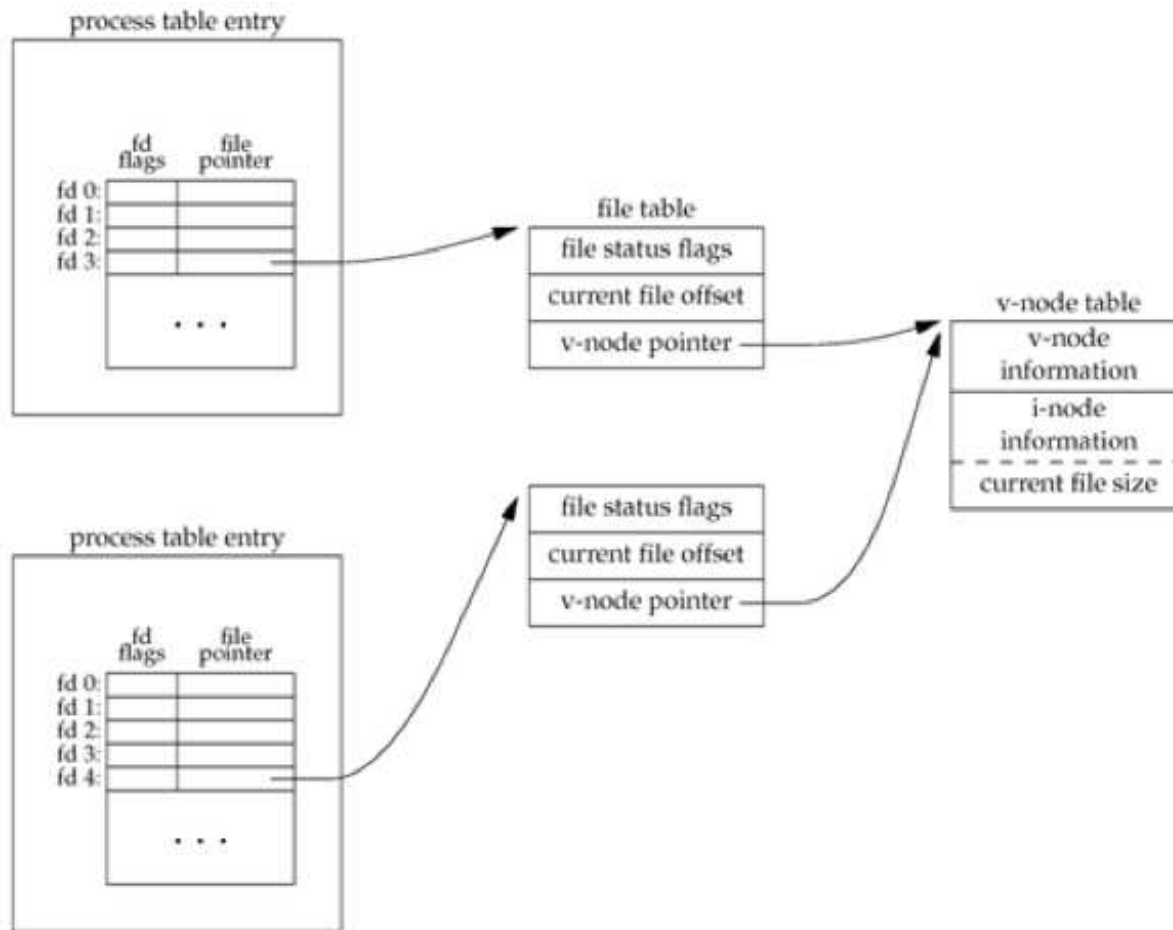 process table entry
fd file
flags pointer
fd 0:
fd 1:
fd 2:
fd 3:
. . .
file table
file status flags
current file offset
v-node pointer
v-node table
v-node
information
i-node
information
current file size
file status flags
current file offset
v-node pointer
process table entry
fd file
flags pointer
fd 0:
fd 1:
fd 2:
fd 3:
fd 4:
. . .